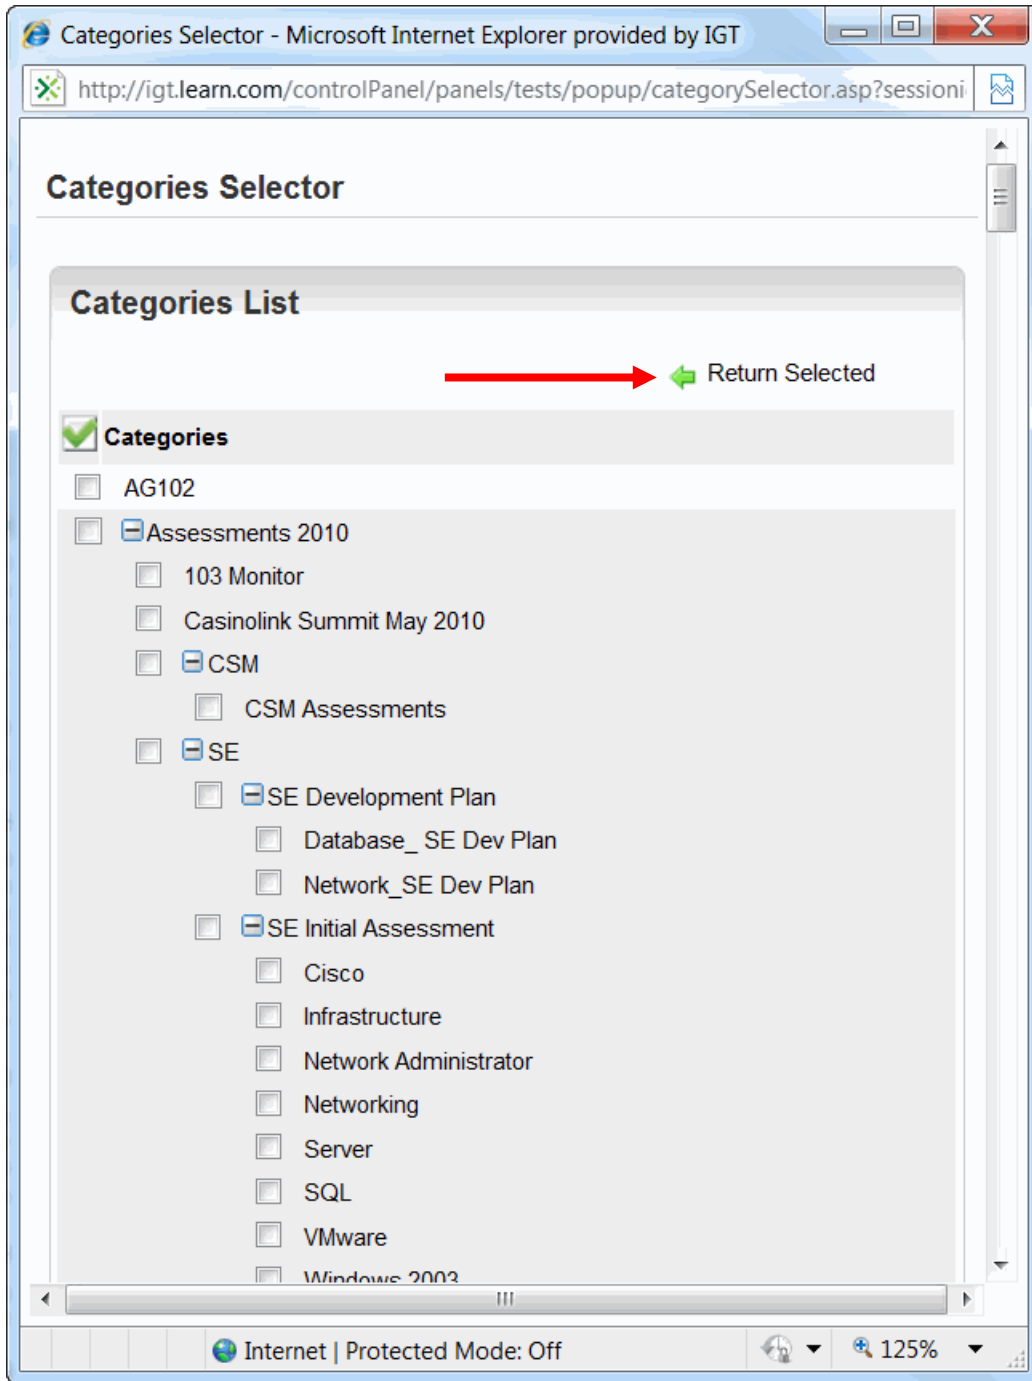 Categories Selector - Microsoft Internet Explorer provided by IGT
X
http://igt.learn.com/controlPanel/panels/tests/popup/categorySelector.asp?sessioni
Categories Selector
Categories List
Return Selected
Categories
AG102
Assessments 2010
103 Monitor
Casinolink Summit May 2010
CSM
CSM Assessments
SE
SE Development Plan
Database_ SE Dev Plan
Network_SE Dev Plan
SE Initial Assessment
Cisco
Infrastructure
Network Administrator
Networking
Server
SQL
VMware
Windows 2003
Internet | Protected Mode: Off
125%